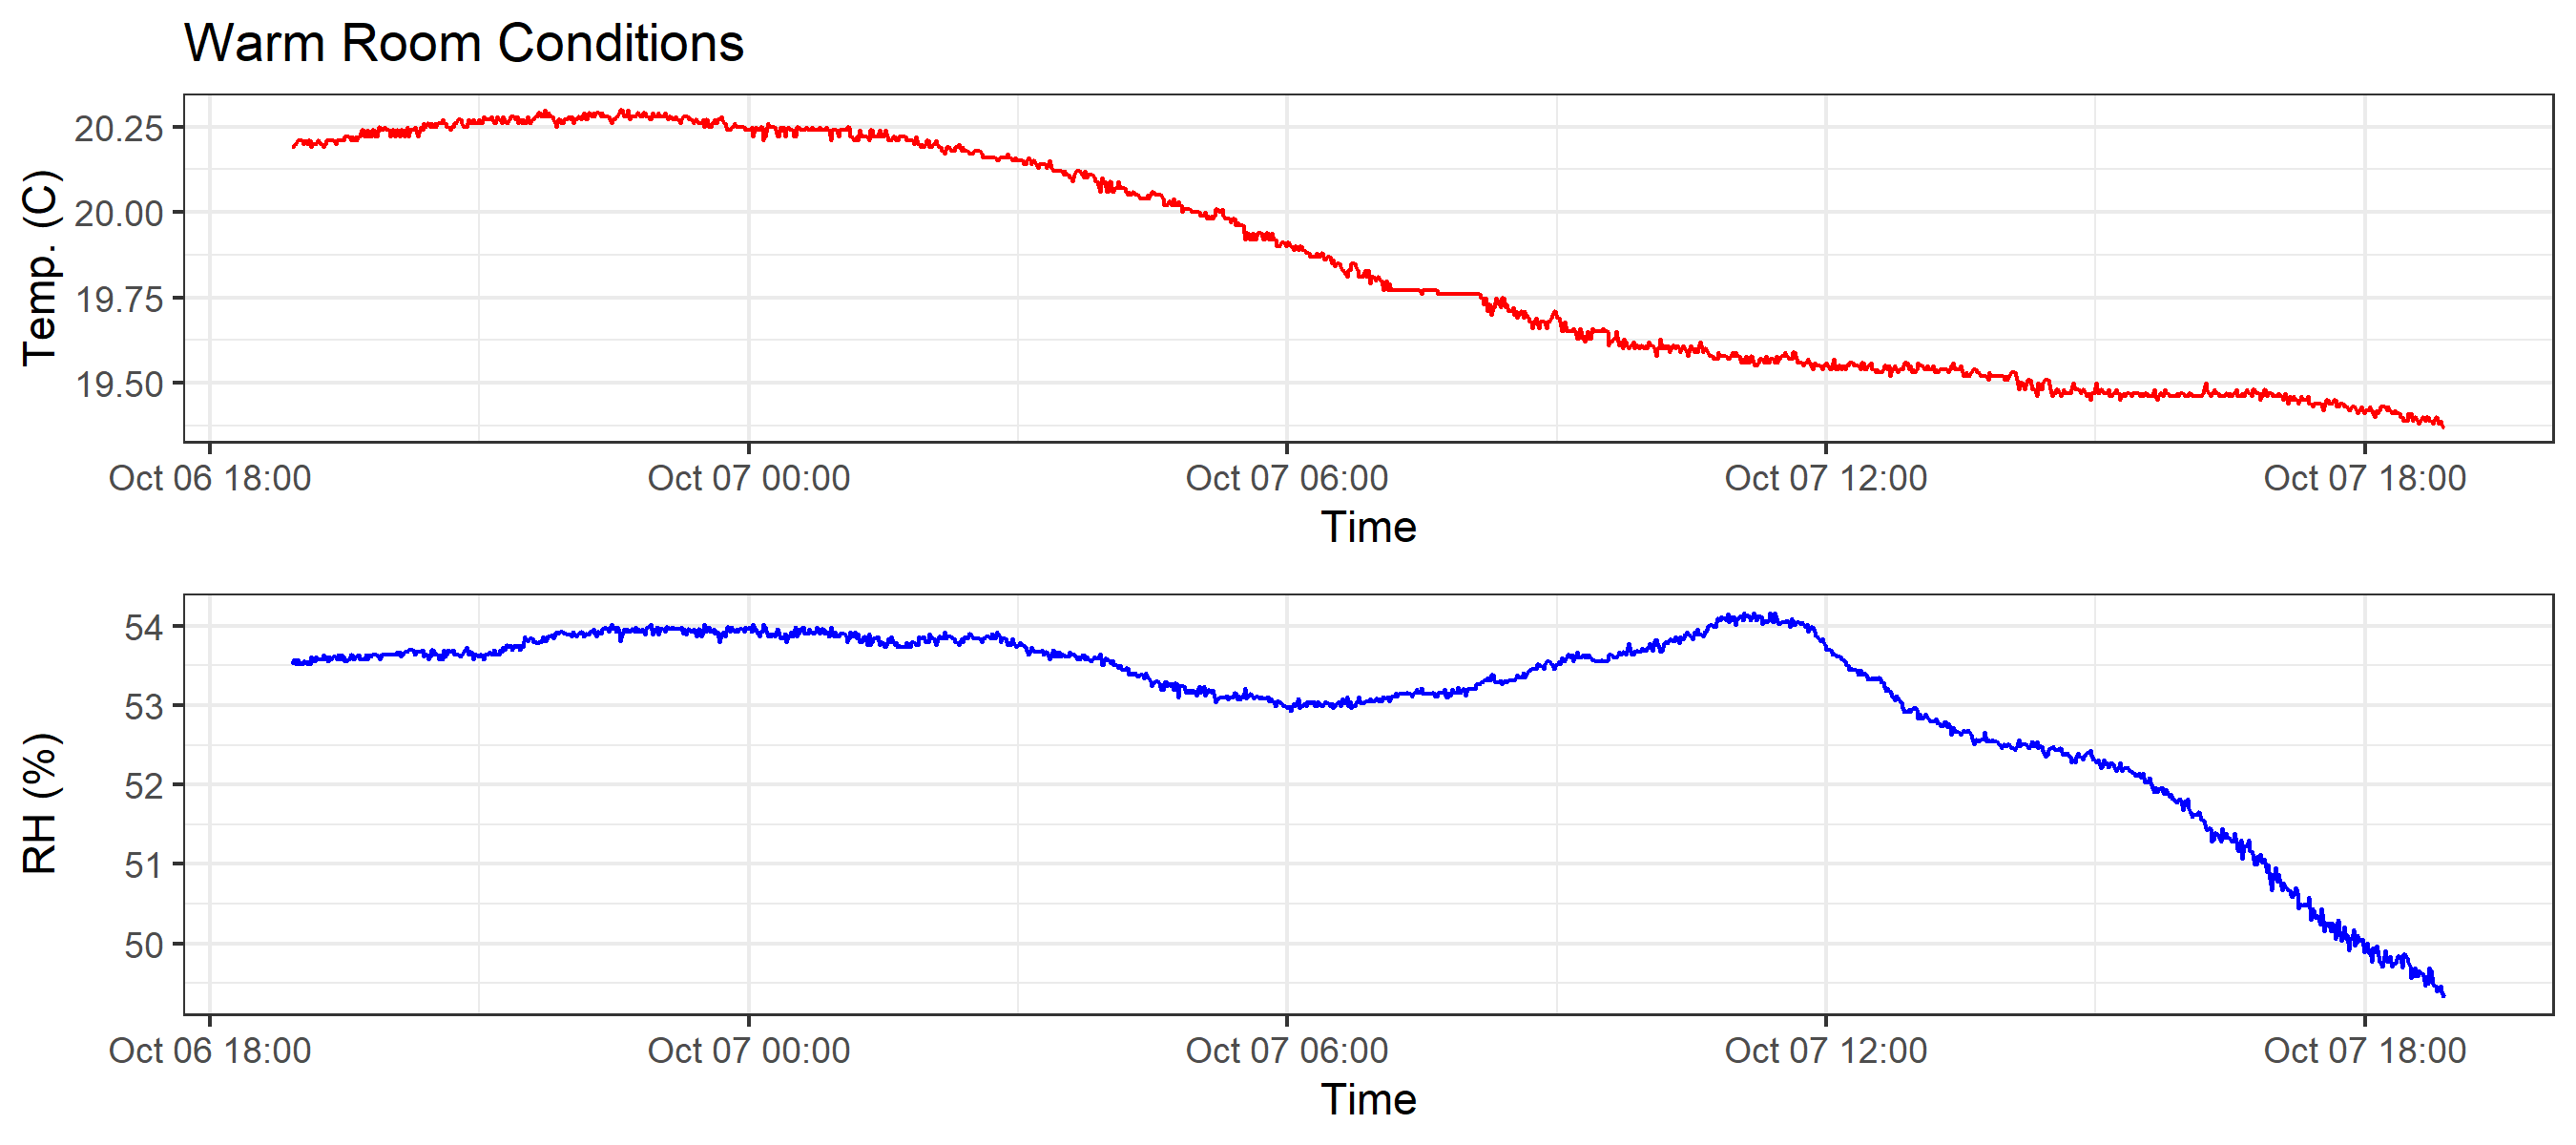 Warm Room Conditions
Temp. (C)
20.25
20.00
19.75
19.50
Oct 06 18:00 Oct 07 00:00 Oct 07 06:00 Oct 07 12:00 Oct 07 18:00
Time
RH (%)
54
53
52
51
50
Oct 06 18:00 Oct 07 00:00 Oct 07 06:00 Oct 07 12:00 Oct 07 18:00
Time